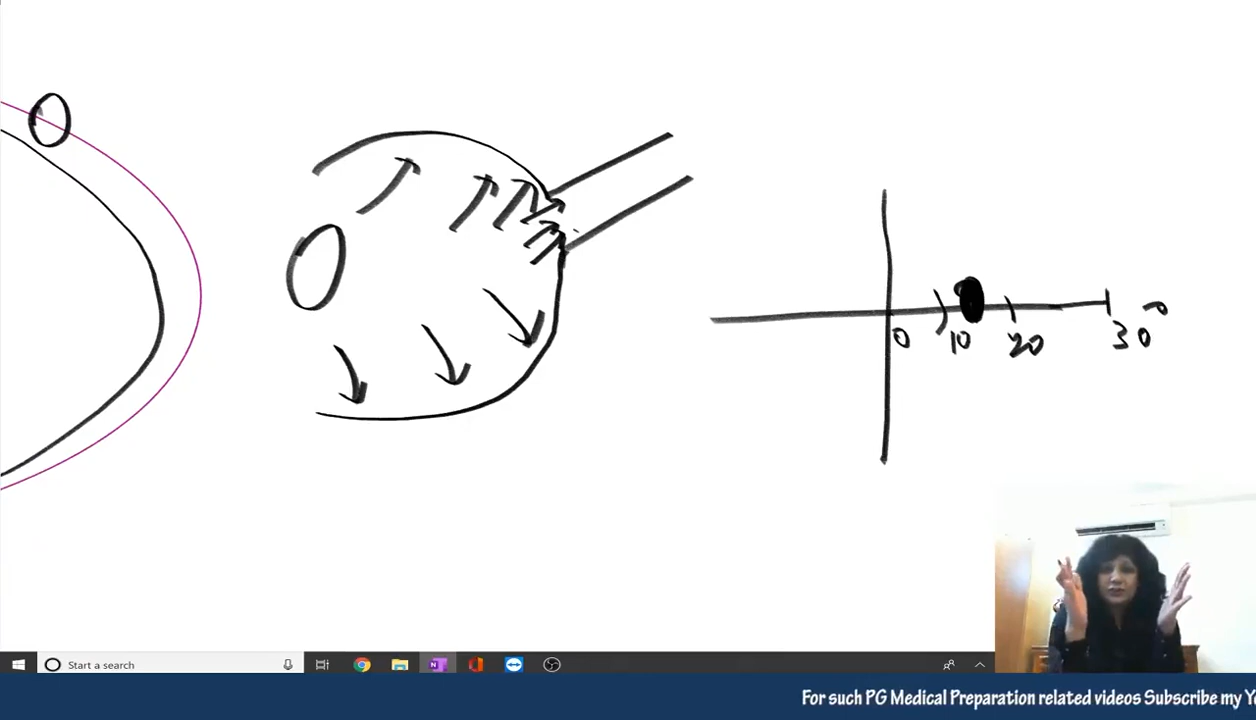 0 10 20 30°
Start a search
For such PG Medical Preparation related videos Subscribe my